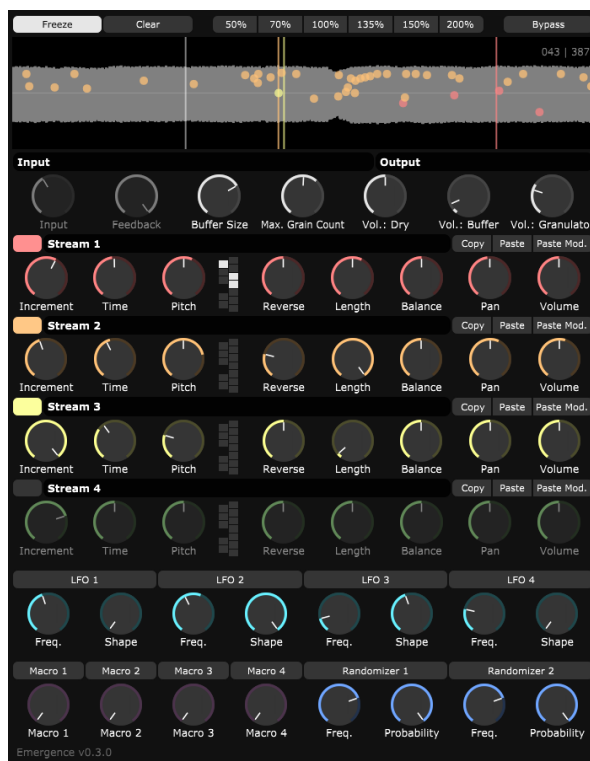 Freeze Clear 50% 70% 100% 135% 150% 200% Bypass
043 | 387
Input Output
Input Feedback Buffer Size Max. Grain Count Vol.: Dry Vol.: Buffer Vol.: Granulato
Stream 1 Copy Paste Paste Mod.
Increment Time Pitch Reverse Length Balance Pan Volume
Stream 2 Copy Paste Paste Mod.
Increment Time Pitch Reverse Length Balance Pan Volume
Stream 3 Copy Paste Paste Mod.
Increment Time Pitch Reverse Length Balance Pan Volume
Stream 4 Copy Paste Paste Mod.
Increment Time Pitch Reverse Length Balance Pan Volume
LFO 1 LFO 2 LFO 3 LFO 4
Freq. Shape Freq. Shape Freq. Shape Freq. Shape
Macro 1 Macro 2 Macro 3 Macro 4 Randomizer 1 Randomizer 2
Macro 1 Macro 2 Macro 3 Macro 4 Freq. Probability Freq. Probability
Emergence v0.3.0